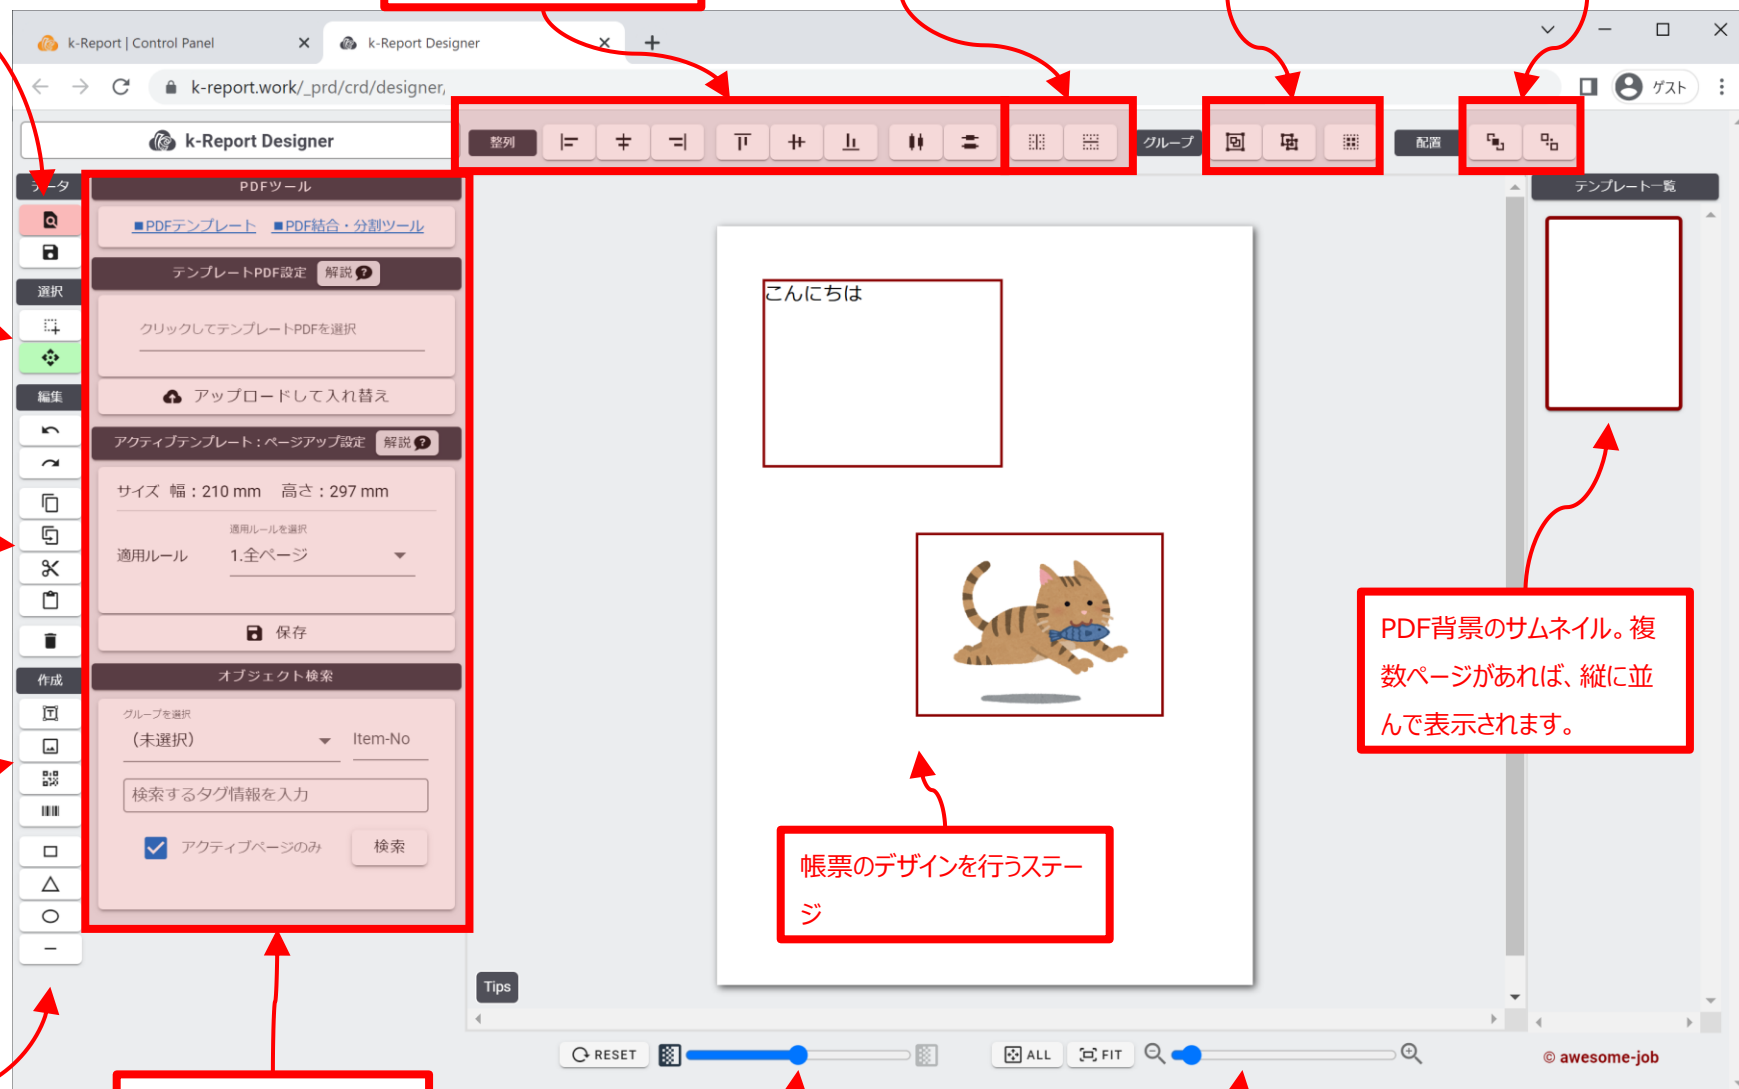 k-Report | Control Panel
k-Report Designer
k-report.work/_prd/crd/designer,
ゲスト
k-Report Designer
整列
グループ
配置
データ
PDFツール
テンプレート一覧
■PDFテンプレート ■PDF結合・分割ツール
テンプレートPDF設定 解説
選択
こんにちは
クリックしてテンプレートPDFを選択
編集
アップロードして入れ替え
アクティブテンプレート：ページアップ設定 解説
サイズ 幅：210 mm 高さ：297 mm
適用ルールを選択
適用ルール 1.全ページ
保存
PDF背景のサムネイル。複
数ページがあれば、縦に並
んで表示されます。
作成
オブジェクト検索
グループを選択
（未選択） Item-No
検索するタグ情報を入力
アクティブページのみ 検索
帳票のデザインを行うステー
ジ
Tips
RESET
ALL
FIT
© awesome-job